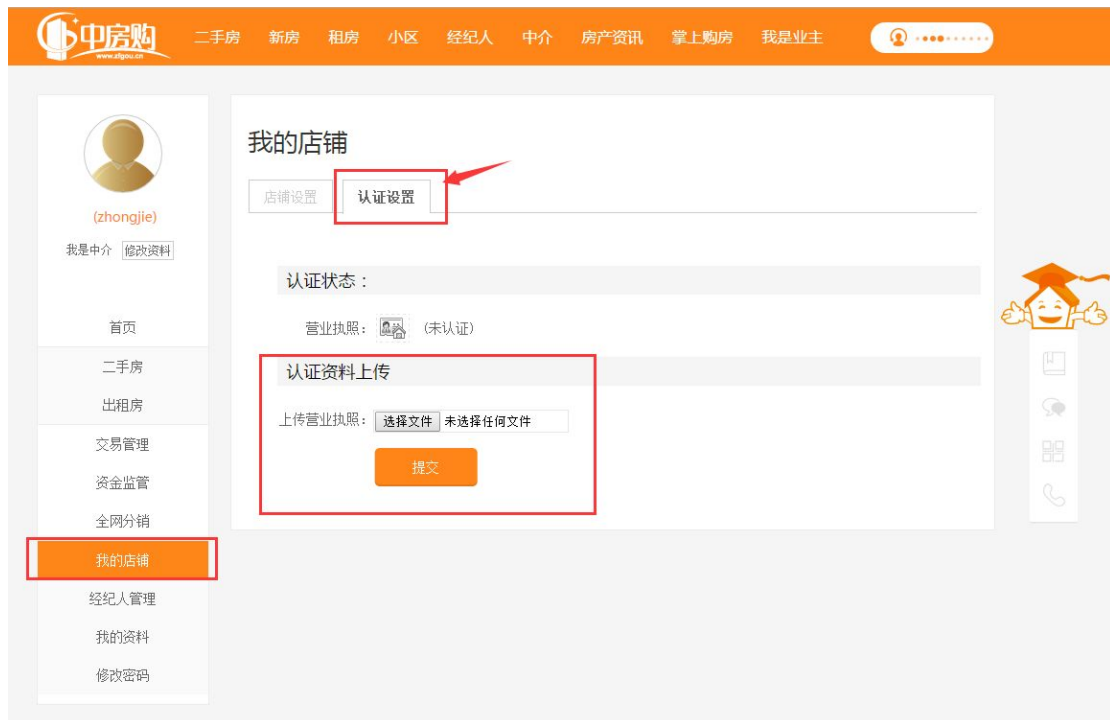 中房购
www.zfgou.cn
二手房 新房 租房 小区 经纪人 中介 房产资讯 掌上购房 我是业主
(zhongjie)
我是中介 修改资料
首页
二手房
出租房
交易管理
资金监管
全网分销
我的店铺
经纪人管理
我的资料
修改密码
我的店铺
店铺设置 认证设置
认证状态：
营业执照： (未认证)
认证资料上传
上传营业执照： 选择文件 未选择任何文件
提交